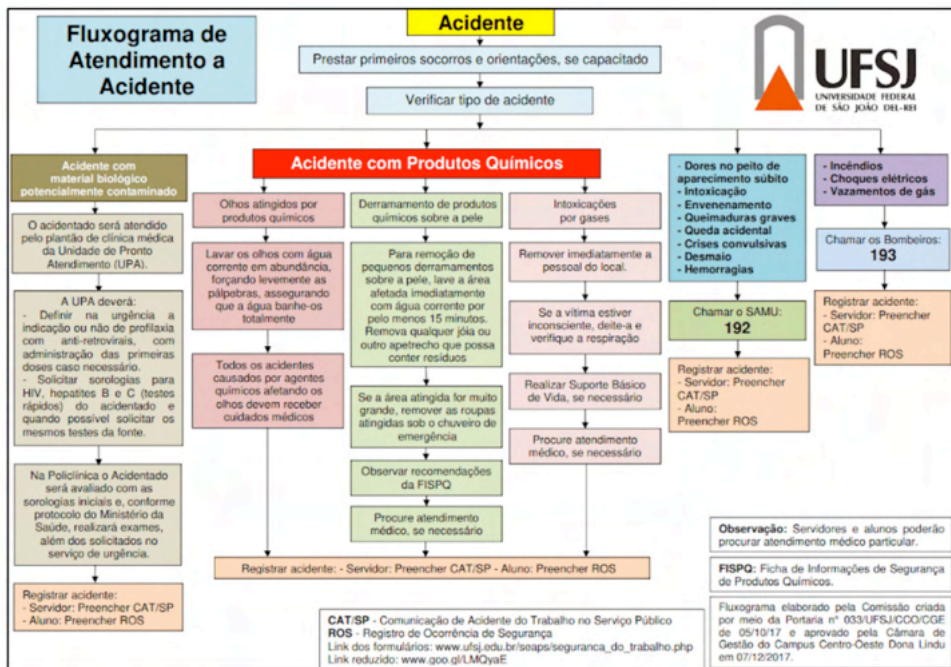 Fluxograma de
Atendimento a
Acidente
Acidente
Prestar primeiros socorros e orientações, se capacitado
Verificar tipo de acidente
UFSJ
UNIVERSIDADE FEDERAL
DE SÃO JOÃO DEL-REI
Acidente com
material biológico
potencialmente contaminado
O acidentado será atendido
pelo plantão de clínica médica
da Unidade de Pronto
Atendimento (UPA).
A UPA deverá:
- Definir na urgência a
indicação ou não de profilaxia
com anti-retrovirais, com
administração das primeiras
doses caso necessário.
- Solicitar sorologias para
HIV, hepatites B e C (testes
rápidos) do acidentado e
quando possível solicitar os
mesmos testes da fonte.
Na Policlínica o Acidentado
será avaliado com as
sorologias iniciais e, conforme
protocolo do Ministério da
Saúde, realizará exames,
além dos solicitados no
serviço de urgência.
Registrar acidente:
- Servidor: Preencher CAT/SP
- Aluno: Preencher ROS
Acidente com Produtos Químicos
Olhos atingidos por
produtos químicos
Lavar os olhos com água
corrente em abundância,
forçando levemente as
pálpebras, assegurando
que a água banhe-os
totalmente
Todos os acidentes
causados por agentes
químicos afetando os
olhos devem receber
cuidados médicos
Derramamento de produtos
químicos sobre a pele
Para remoção de
pequenos derramamentos
sobre a pele, lave a área
afetada imediatamente
com água corrente por por
pelo menos 15 minutos.
Remova qualquer jóia ou
outro apetrecho que possa
conter resíduos
Se a área atingida for muito
grande, remover as roupas
atingidas sob o chuveiro de
emergência
Observar recomendações
da FISPQ
Procure atendimento
médico, se necessário
Intoxicações
por gases
Remover imediatamente a
pessoal do local.
Se a vítima estiver
inconsciente, deite-a e
verifique a respiração
Realizar Suporte Básico
de Vida, se necessário
Procure atendimento
médico, se necessário
Registrar acidente: - Servidor: Preencher CAT/SP - Aluno: Preencher ROS
- Dores no peito de
aparecimento súbito
- Intoxicação
- Envenenamento
- Queimaduras graves
- Queda acidental
- Crises convulsivas
- Desmaio
- Hemorragias
Chamar o SAMU:
192
Registrar acidente:
- Servidor: Preencher
CAT/SP
- Aluno:
Preencher ROS
- Incêndios
- Choques elétricos
- Vazamentos de gás
Chamar os Bombeiros:
193
Registrar acidente:
- Servidor: Preencher
CAT/SP
- Aluno:
Preencher ROS
Observação: Servidores e alunos poderão
procurar atendimento médico particular.
FISPQ: Ficha de Informações de Segurança
de Produtos Químicos.
Fluxograma elaborado pela Comissão criada
por meio da Portaria n° 033/UFSJ/CCO/CGE
de 05/10/17 e aprovado pela Câmara de
Gestão do Campus Centro-Oeste Dona Lindu
em 07/12/2017.
CAT/SP - Comunicação de Acidente do Trabalho no Serviço Público
ROS - Registro de Ocorrência de Segurança
Link dos formulários: www.ufsj.edu.br/seaps/seguranca_do_trabalho.php
Link reduzido: www.goo.gl/LMQyaE